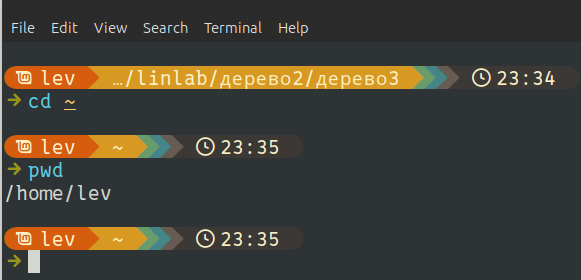 File Edit View Search Terminal Help
lev …/linlab/дерево2/дерево3 23:34
→ cd ~
lev ~ 23:35
→ pwd
/home/lev
lev ~ 23:35
→